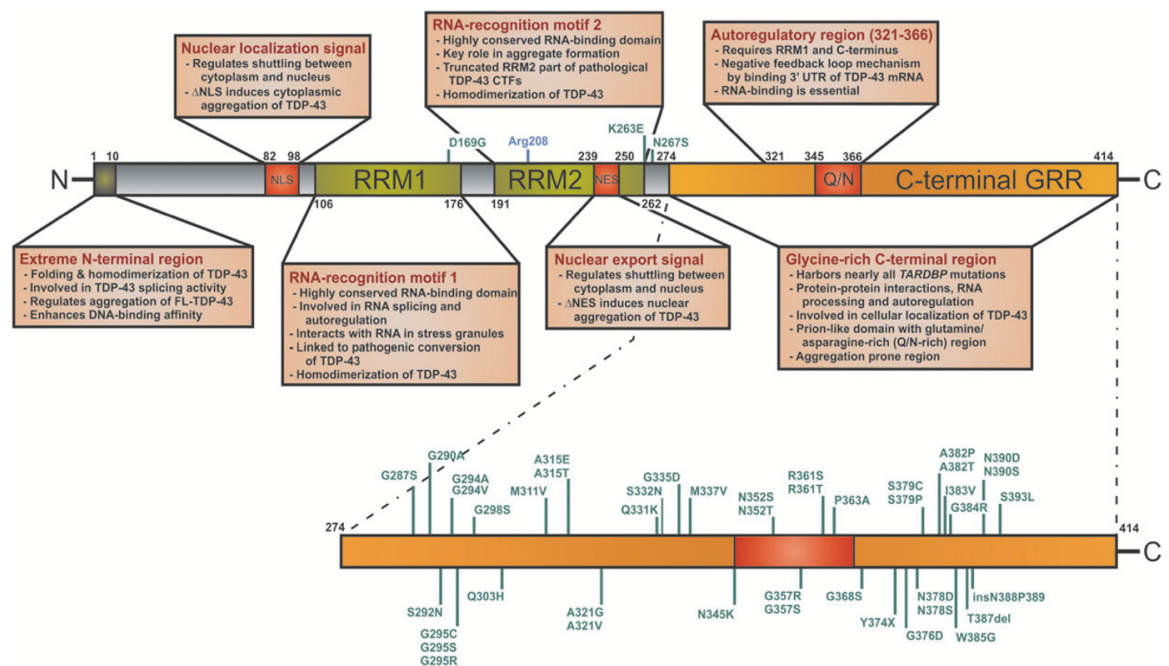 RNA-recognition motif 2
- Highly conserved RNA-binding domain
- Key role in aggregate formation
- Truncated RRM2 part of pathological
TDP-43 CTFs
- Homodimerization of TDP-43
Autoregulatory region (321-366)
- Requires RRM1 and C-terminus
- Negative feedback loop mechanism
by binding 3' UTR of TDP-43 mRNA
- RNA-binding is essential
Nuclear localization signal
- Regulates shuttling between
cytoplasm and nucleus
- ΔNLS induces cytoplasmic
aggregation of TDP-43
D169G
Arg208
K263E
N267S
1 10 82 98 239 250 274 321 345 366 414
N NLS RRM1 RRM2 NES Q/N C-terminal GRR C
106 176 191 262
Extreme N-terminal region
- Folding & homodimerization of TDP-43
- Involved in TDP-43 splicing activity
- Regulates aggregation of FL-TDP-43
- Enhances DNA-binding affinity
RNA-recognition motif 1
- Highly conserved RNA-binding domain
- Involved in RNA splicing and
autoregulation
- Interacts with RNA in stress granules
- Linked to pathogenic conversion
of TDP-43
- Homodimerization of TDP-43
Nuclear export signal
- Regulates shuttling between
cytoplasm and nucleus
- ΔNES induces nuclear
aggregation of TDP-43
Glycine-rich C-terminal region
- Harbors nearly all TARDBP mutations
- Protein-protein interactions, RNA
processing and autoregulation
- Involved in cellular localization of TDP-43
- Prion-like domain with glutamine/
asparagine-rich (Q/N-rich) region
- Aggregation prone region
G287S
G290A
G294A
G294V
G298S
M311V
A315E
A315T
Q331K
S332N
G335D
M337V
N352S
N352T
R361S
R361T
P363A
S379C
S379P
A382P
A382T
I383V
G384R
N390D
N390S
S393L
274 414
C
S292N
G295C
G295S
G295R
Q303H
A321G
A321V
N345K
G357R
G357S
G368S
Y374X
G376D
N378D
N378S
W385G
T387del
insN388P389